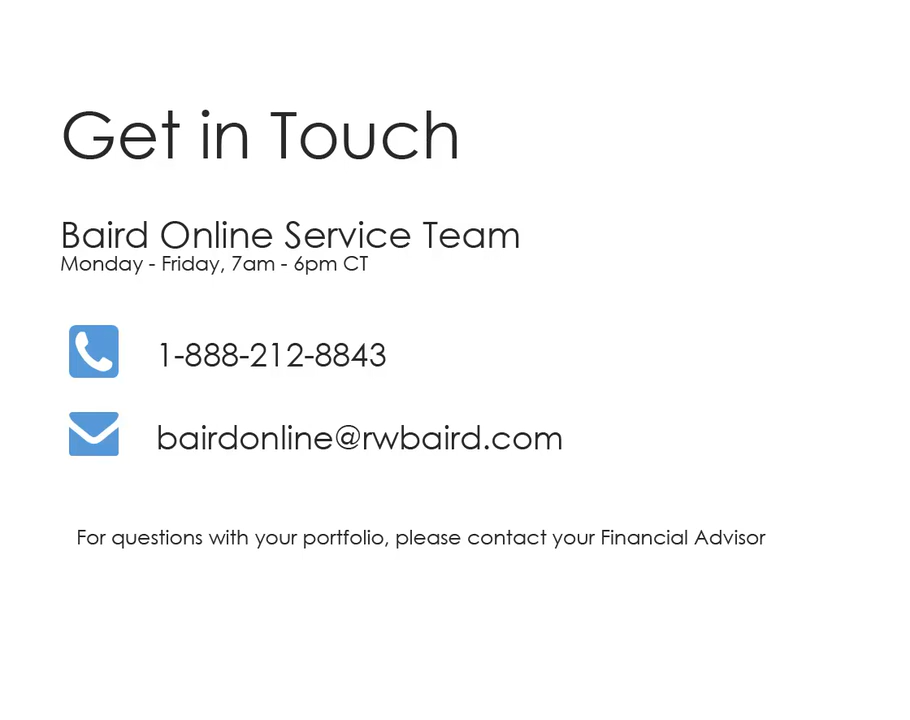 Get in Touch
Baird Online Service Team
Monday - Friday, 7am - 6pm CT
1-888-212-8843
bairdonline@rwbaird.com
For questions with your portfolio, please contact your Financial Advisor